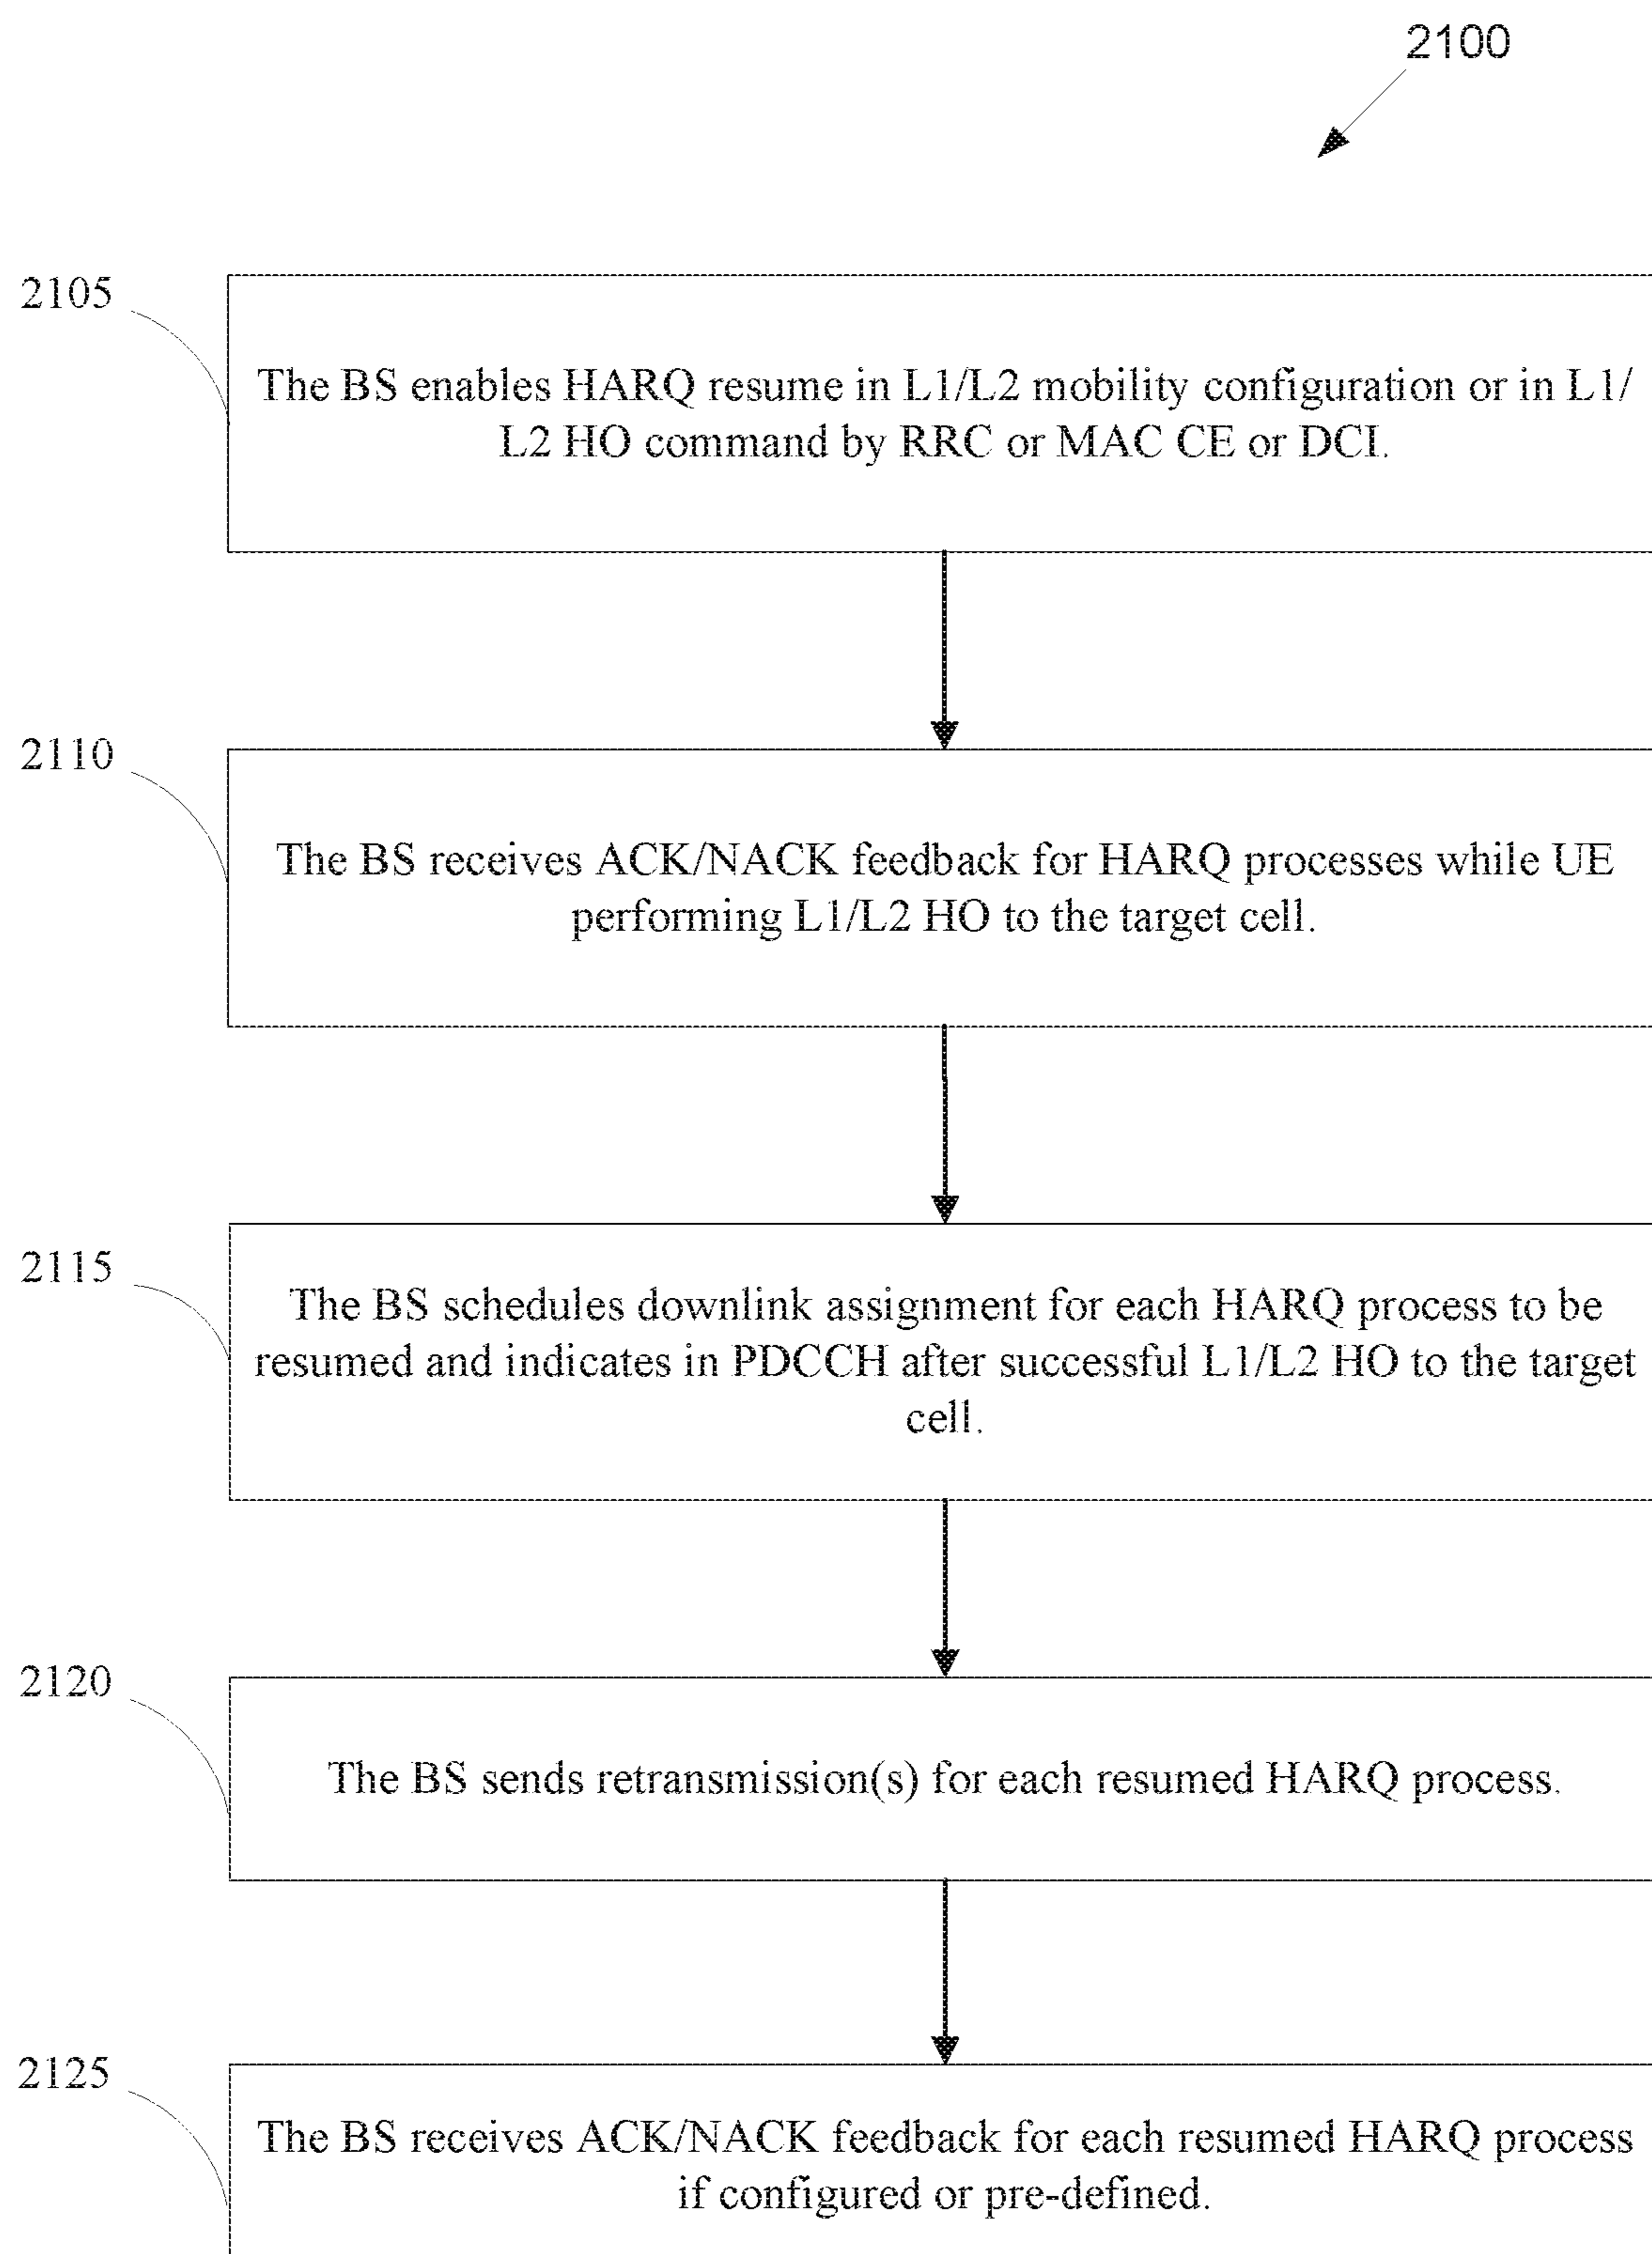 2100
2105
The BS enables HARQ resume in L1/L2 mobility configuration or in L1/
L2 HO command by RRC or MAC CE or DCI.
2110
The BS receives ACK/NACK feedback for HARQ processes while UE
performing L1/L2 HO to the target cell.
2115
The BS schedules downlink assignment for each HARQ process to be
resumed and indicates in PDCCH after successful L1/L2 HO to the target
cell.
2120
The BS sends retransmission(s) for each resumed HARQ process.
2125
The BS receives ACK/NACK feedback for each resumed HARQ process
if configured or pre-defined.